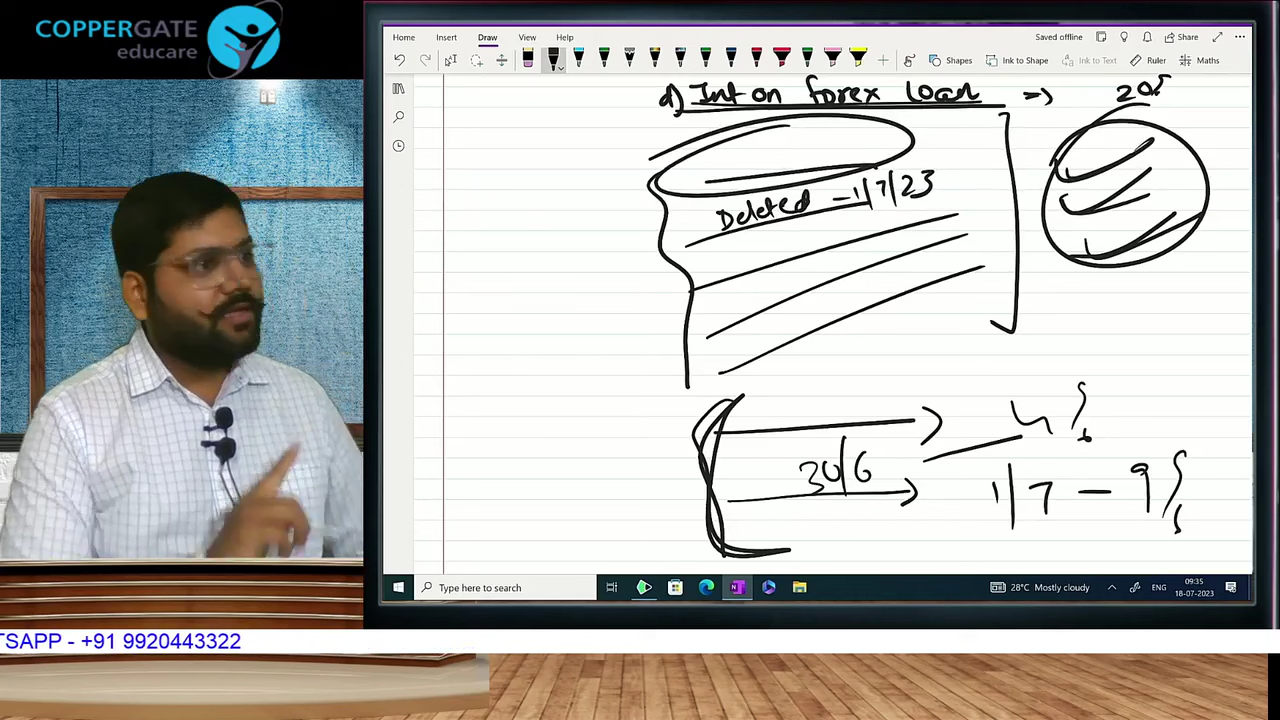 COPPERGATE
educare
Home Insert Draw View Help
Saved offline Share
Shapes Ink to Shape Ink to Text Ruler Maths
d) Int on forex loan => 20%
Deleted - 1/7/23
4%
30/6
1/7 - 9%
Type here to search
28°C Mostly cloudy ENG 09:35
18-07-2023
TSAPP - +91 9920443322